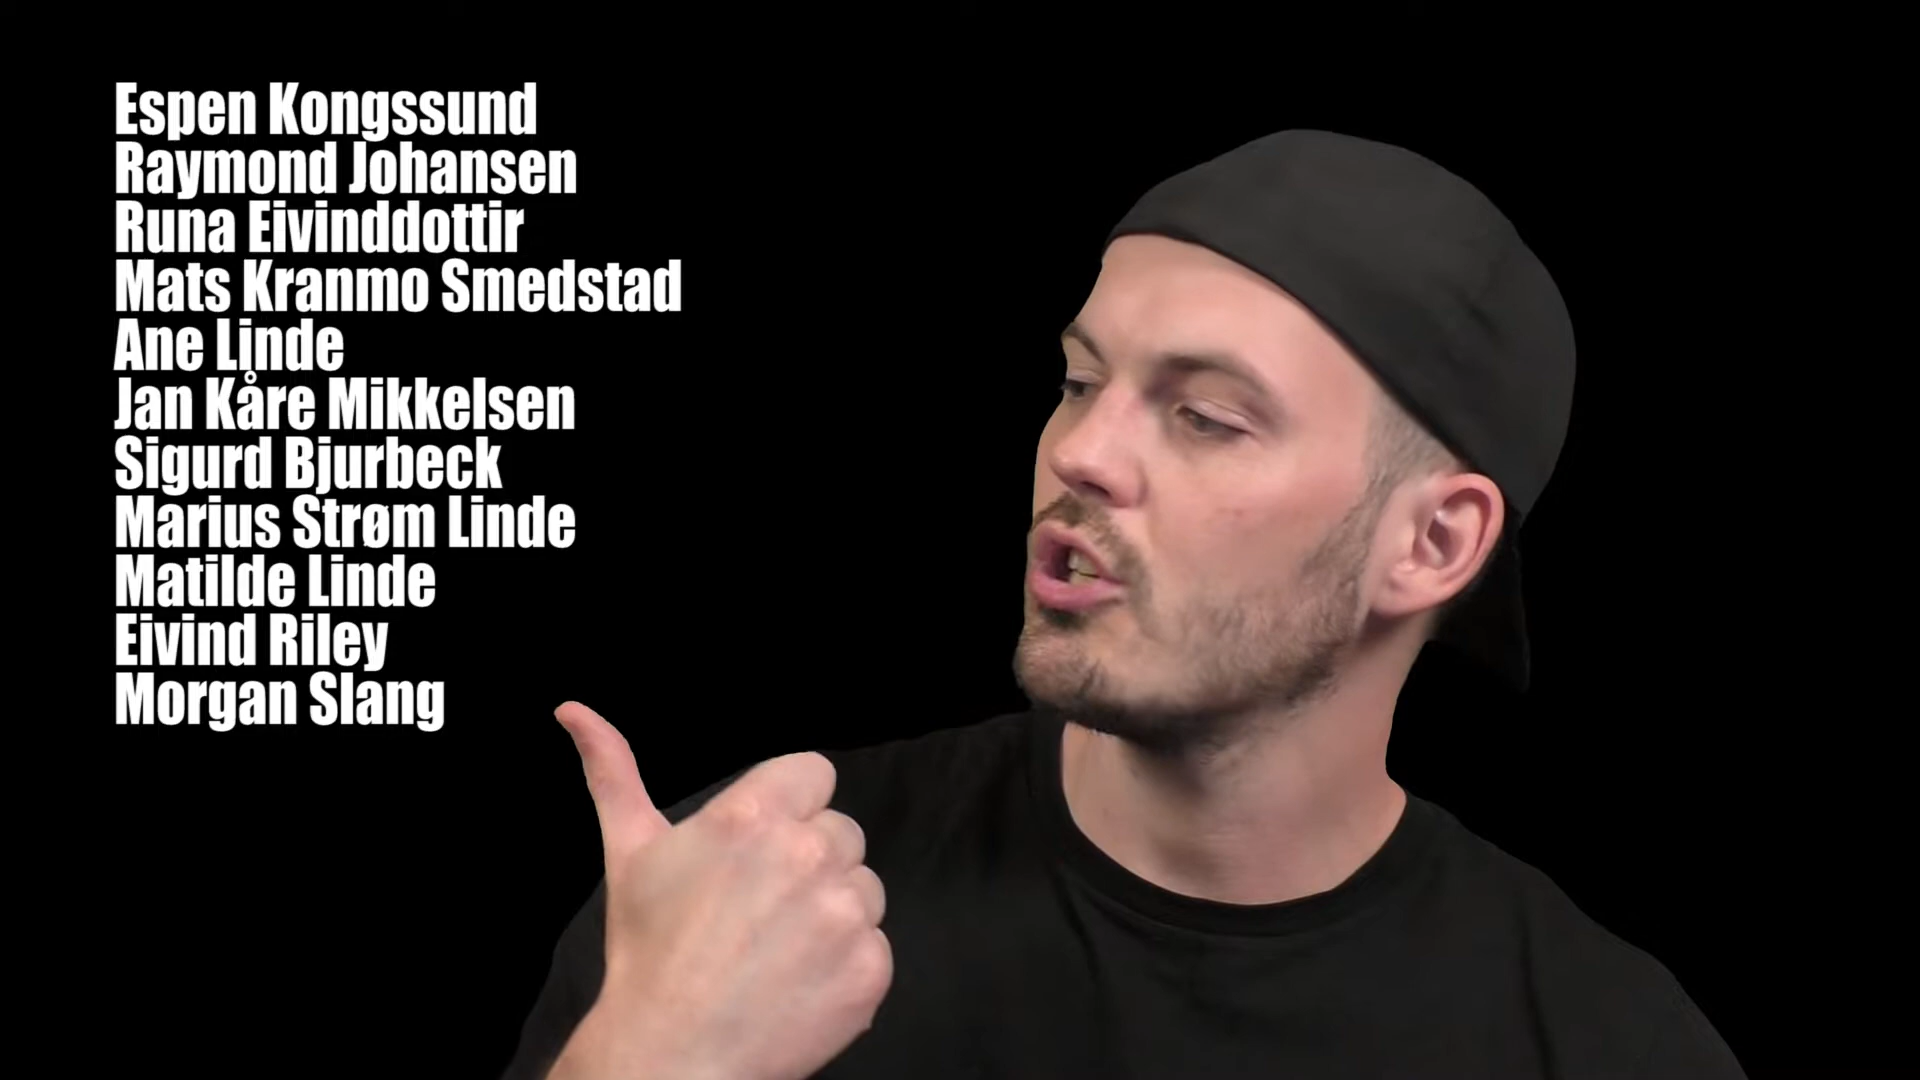 Espen Kongssund
Raymond Johansen
Runa Eivinddottir
Mats Kranmo Smedstad
Ane Linde
Jan Kåre Mikkelsen
Sigurd Bjurbeck
Marius Strøm Linde
Matilde Linde
Eivind Riley
Morgan Slang